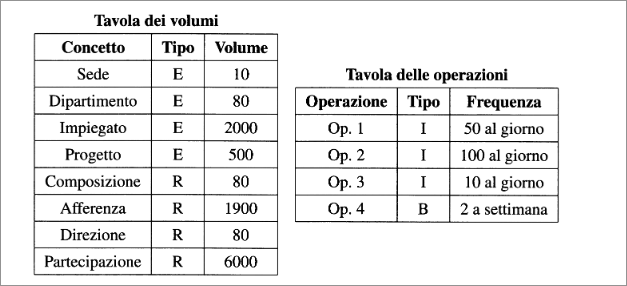 Tavola dei volumi
Concetto Tipo Volume
Sede E 10
Dipartimento E 80
Impiegato E 2000
Progetto E 500
Composizione R 80
Afferenza R 1900
Direzione R 80
Partecipazione R 6000
Tavola delle operazioni
Operazione Tipo Frequenza
Op. 1 I 50 al giorno
Op. 2 I 100 al giorno
Op. 3 I 10 al giorno
Op. 4 B 2 a settimana